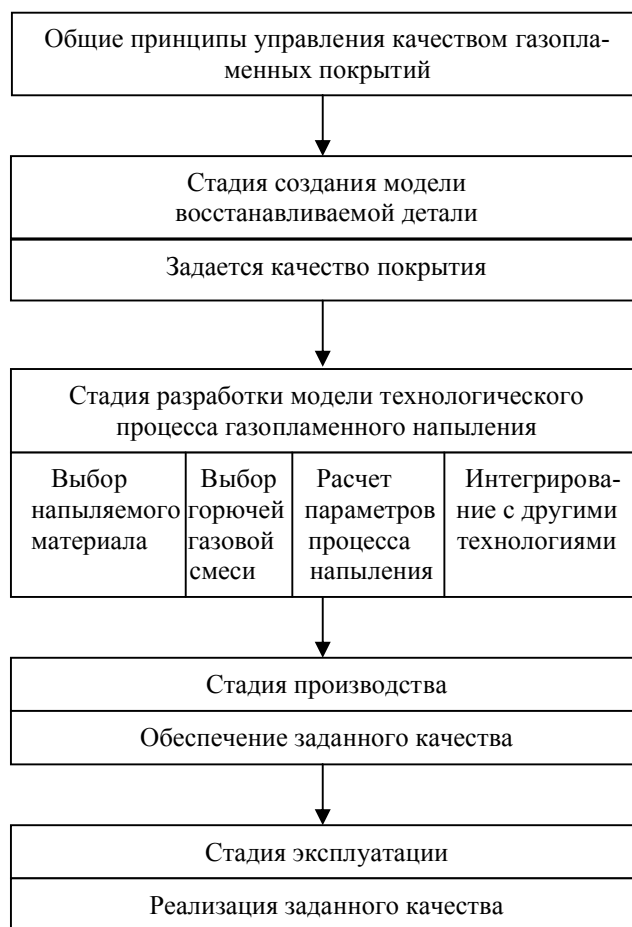 Общие принципы управления качеством газопла-
менных покрытий
Стадия создания модели
восстанавливаемой детали
Задается качество покрытия
Стадия разработки модели технологического
процесса газопламенного напыления
Выбор
напыляемого
материала
Выбор
горючей
газовой
смеси
Расчет
параметров
процесса
напыления
Интегрирова-
ние с другими
технологиями
Стадия производства
Обеспечение заданного качества
Стадия эксплуатации
Реализация заданного качества